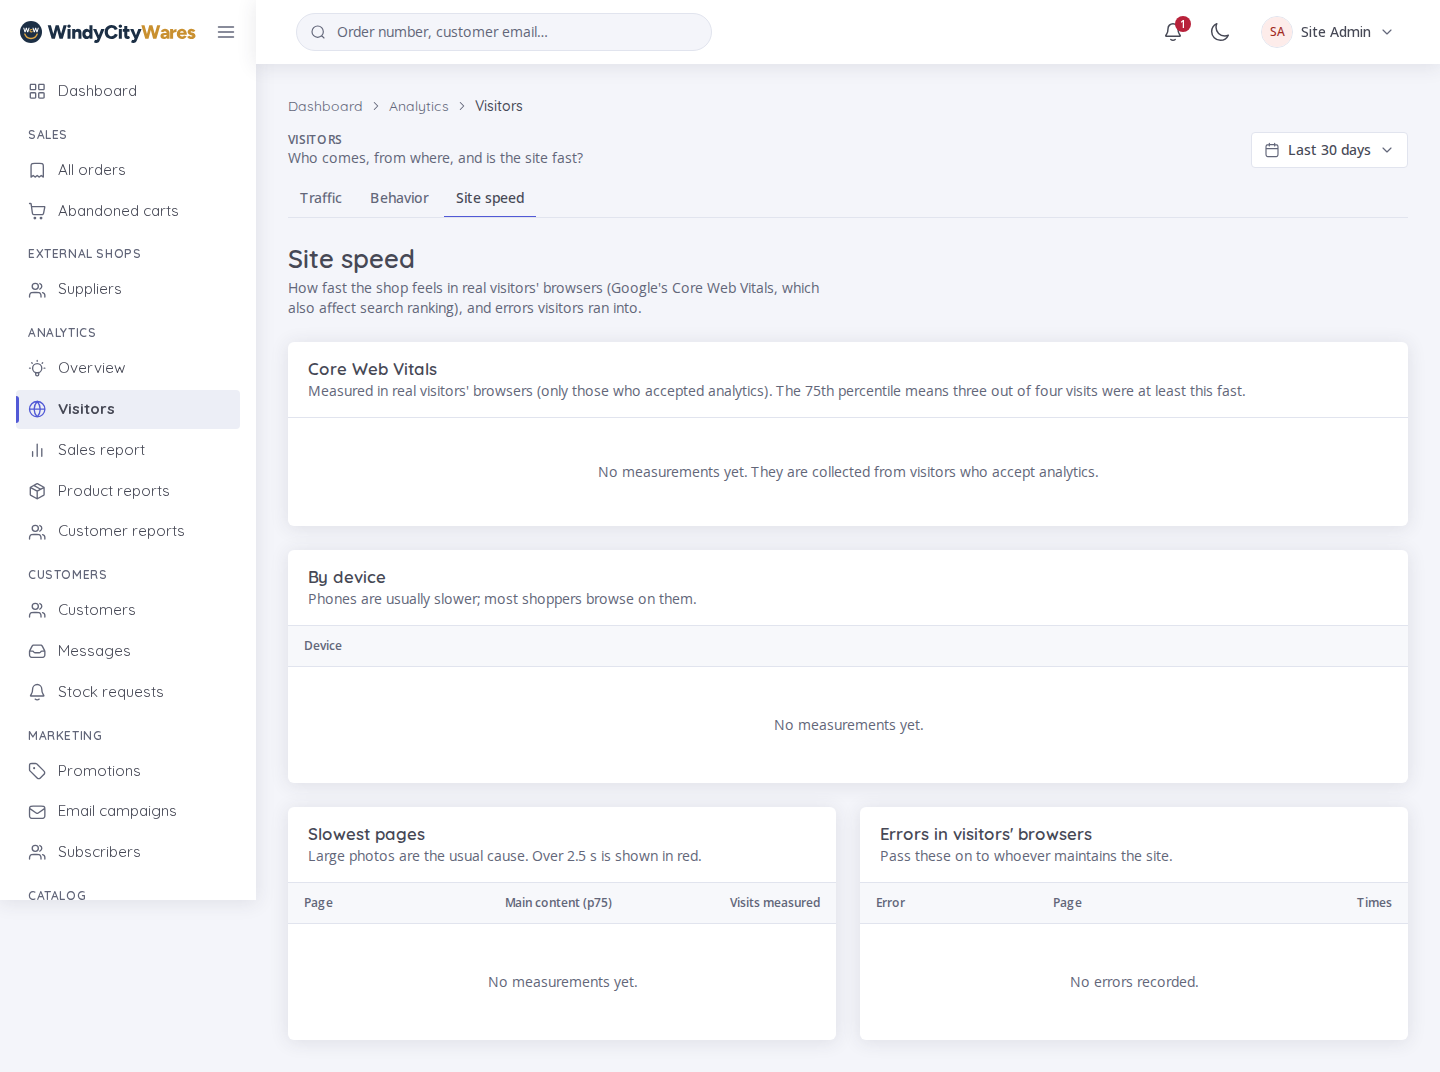 WCW WindyCityWares
Order number, customer email...
1
SA Site Admin
Dashboard
SALES
All orders
Abandoned carts
EXTERNAL SHOPS
Suppliers
ANALYTICS
Overview
Visitors
Sales report
Product reports
Customer reports
CUSTOMERS
Customers
Messages
Stock requests
MARKETING
Promotions
Email campaigns
Subscribers
CATALOG
Dashboard > Analytics > Visitors
VISITORS
Who comes, from where, and is the site fast?
Last 30 days
Traffic Behavior Site speed
Site speed
How fast the shop feels in real visitors' browsers (Google's Core Web Vitals, which
also affect search ranking), and errors visitors ran into.
Core Web Vitals
Measured in real visitors' browsers (only those who accepted analytics). The 75th percentile means three out of four visits were at least this fast.
No measurements yet. They are collected from visitors who accept analytics.
By device
Phones are usually slower; most shoppers browse on them.
Device
No measurements yet.
Slowest pages
Large photos are the usual cause. Over 2.5 s is shown in red.
Page Main content (p75) Visits measured
No measurements yet.
Errors in visitors' browsers
Pass these on to whoever maintains the site.
Error Page Times
No errors recorded.